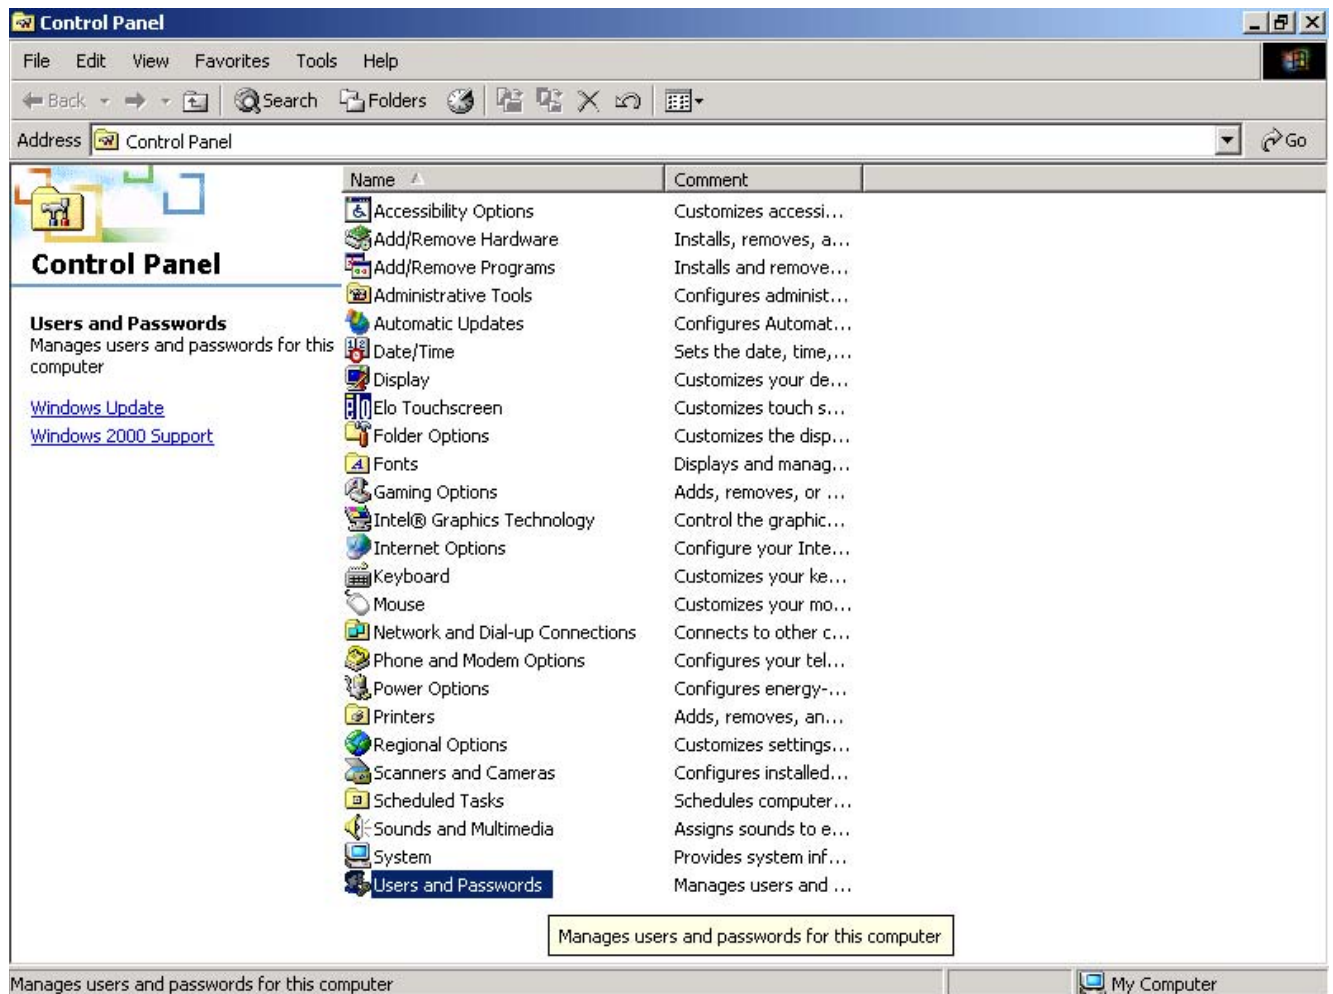 Control Panel
File Edit View Favorites Tools Help
Back Search Folders
Address Control Panel Go
Control Panel
Users and Passwords
Manages users and passwords for this
computer
Windows Update
Windows 2000 Support
Name Comment
Accessibility Options Customizes accessi...
Add/Remove Hardware Installs, removes, a...
Add/Remove Programs Installs and remove...
Administrative Tools Configures administ...
Automatic Updates Configures Automat...
Date/Time Sets the date, time,...
Display Customizes your de...
Elo Touchscreen Customizes touch s...
Folder Options Customizes the disp...
Fonts Displays and manag...
Gaming Options Adds, removes, or ...
Intel® Graphics Technology Control the graphic...
Internet Options Configure your Inte...
Keyboard Customizes your ke...
Mouse Customizes your mo...
Network and Dial-up Connections Connects to other c...
Phone and Modem Options Configures your tel...
Power Options Configures energy-...
Printers Adds, removes, an...
Regional Options Customizes settings...
Scanners and Cameras Configures installed...
Scheduled Tasks Schedules computer...
Sounds and Multimedia Assigns sounds to e...
System Provides system inf...
Users and Passwords Manages users and ...
Manages users and passwords for this computer
Manages users and passwords for this computer My Computer